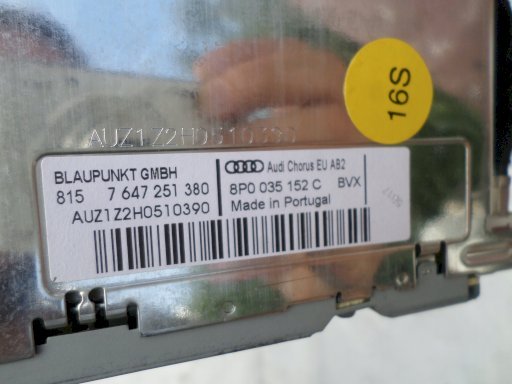 16S
AUZ1Z2H0510390
BLAUPUNKT GMBH
815 7 647 251 380
AUZ1Z2H0510390
Audi Chorus EU AB2
8P0 035 152 C BVX
Made in Portugal